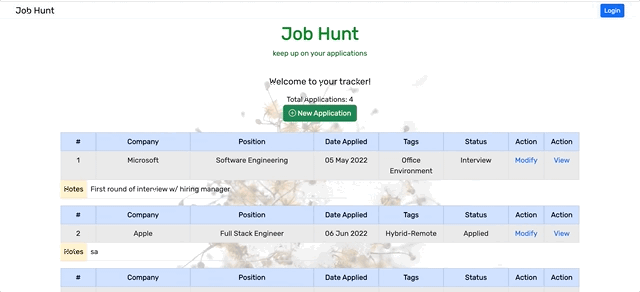 Job Hunt Login
Job Hunt
keep up on your applications
Welcome to your tracker!
Total Applications: 4
New Application
# Company Position Date Applied Tags Status Action Action
1 Microsoft Software Engineering 05 May 2022 Office Environment Interview Modify View
Notes First round of interview w/ hiring manager
# Company Position Date Applied Tags Status Action Action
2 Apple Full Stack Engineer 06 Jun 2022 Hybrid-Remote Applied Modify View
Notes sa
# Company Position Date Applied Tags Status Action Action